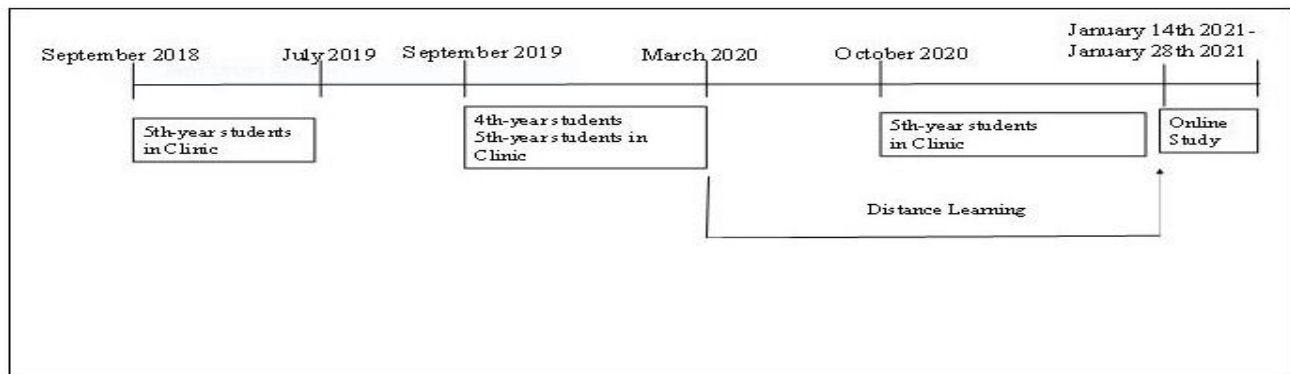 January 14th 2021-
September 2018 July 2019 September 2019 March 2020 October 2020 January 28th 2021
5th-year students
in Clinic
4th-year students
5th-year students in
Clinic
5th-year students
in Clinic
Online
Study
Distance Learning